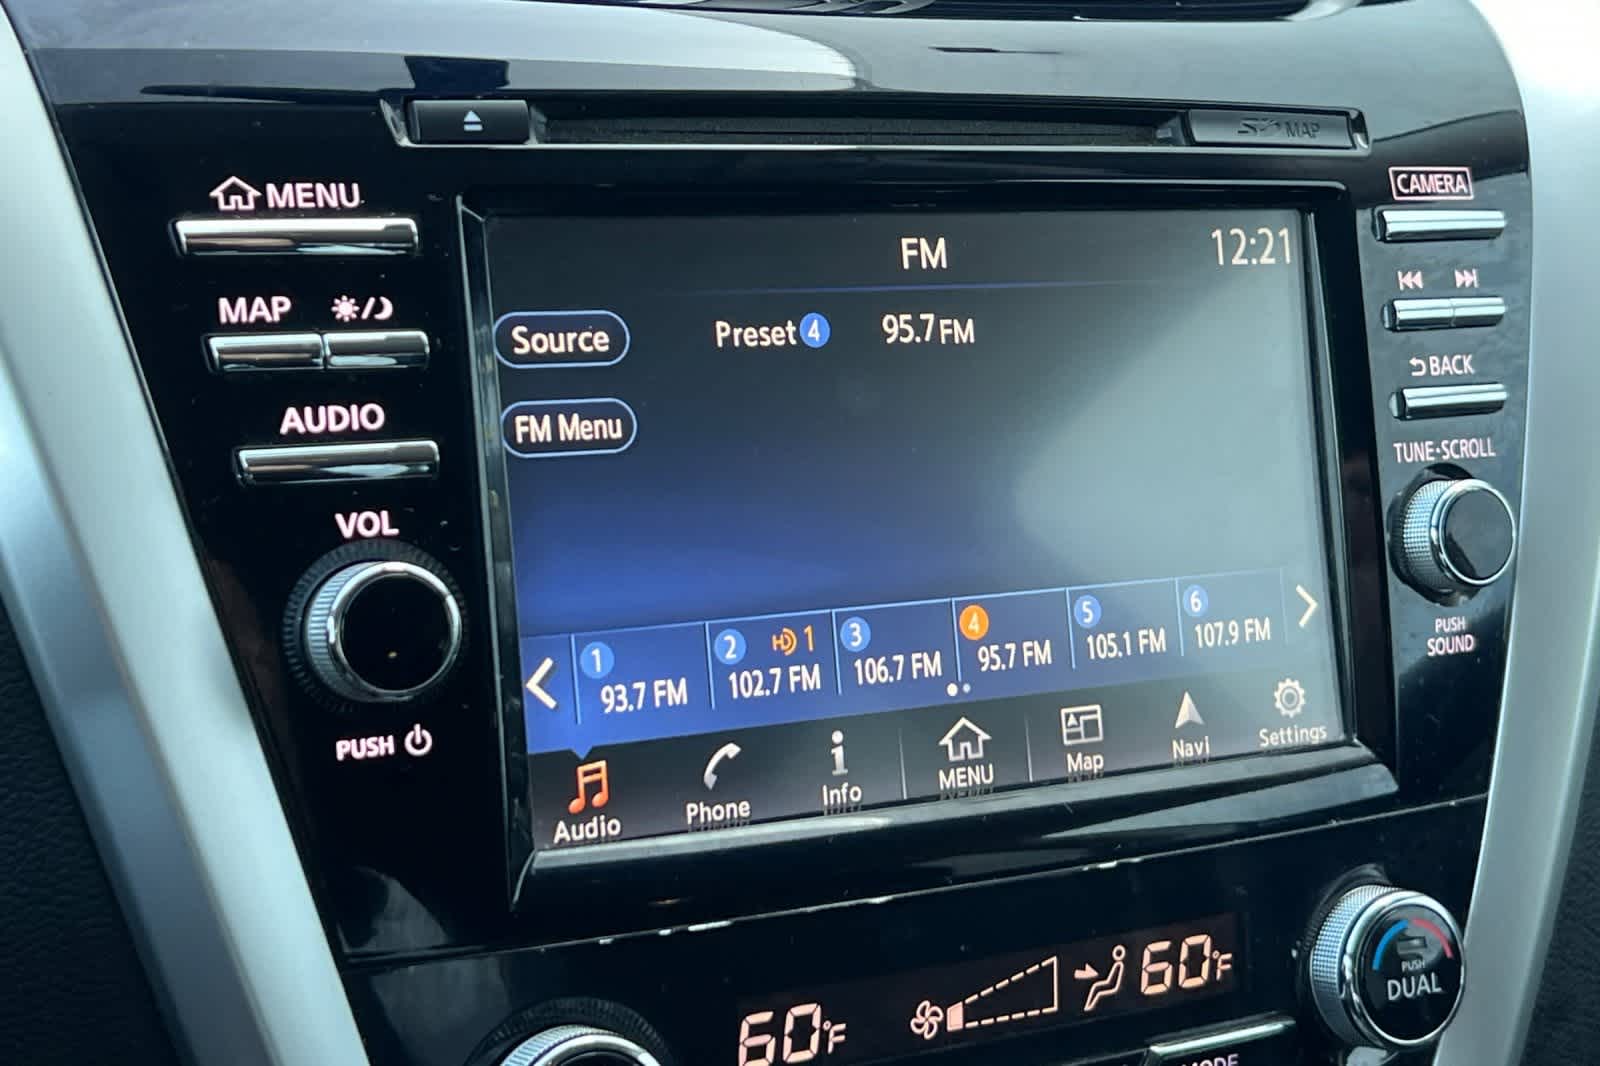 MAP
MENU
CAMERA
FM
12:21
MAP
Source
Preset 4
95.7 FM
BACK
AUDIO
FM Menu
TUNE·SCROLL
VOL
PUSH
SOUND
1
93.7 FM
2
HD 1
102.7 FM
3
106.7 FM
4
95.7 FM
5
105.1 FM
6
107.9 FM
PUSH
Audio
Phone
Info
MENU
Map
Navi
Settings
60°F
60°F
PUSH
DUAL
MODE